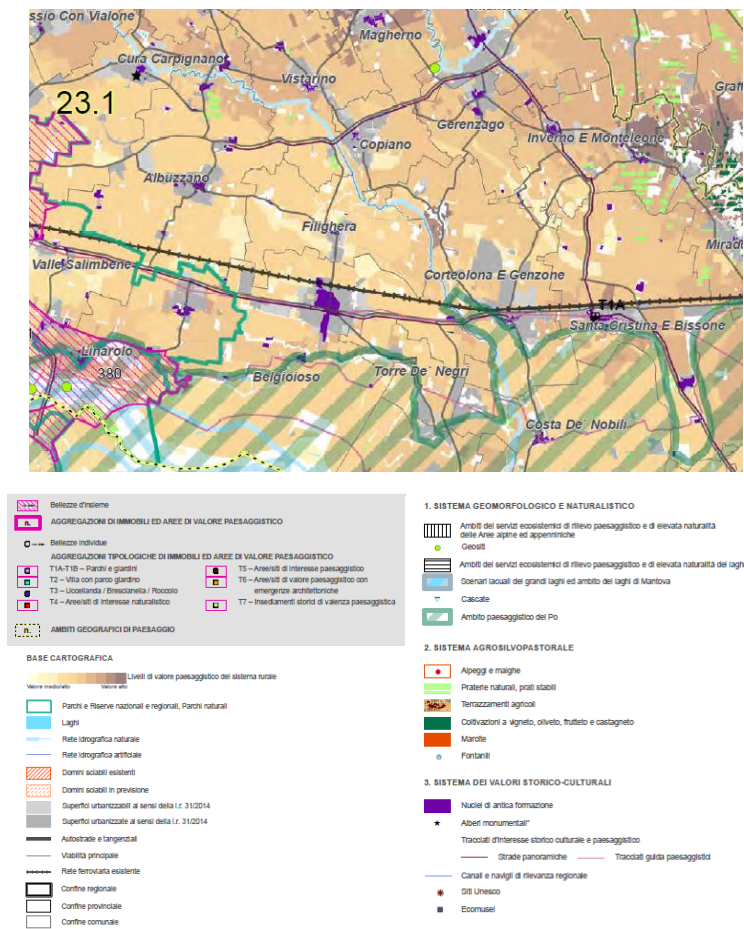 ssio Con Vialone
Magherno
Cura Carpignano
Vistarino
Graff
23.1
Gerenzago
Inverno E Monteleone
Copiano
Albuzzano
Filighera
Mirad
Valle Salimbene
Corteolona E Genzone
T1A
Santa Cristina E Bissone
Linarolo
380
Belgioioso
Torre De` Negri
Costa De` Nobili
Bellezze d'insieme
n. AGGREGAZIONI DI IMMOBILI ED AREE DI VALORE PAESAGGISTICO
Bellezze individue
AGGREGAZIONI TIPOLOGICHE DI IMMOBILI ED AREE DI VALORE PAESAGGISTICO
T1A-T1B – Parchi e giardini
T2 – Villa con parco giardino
T3 – Uccellanda / Brescianella / Roccolo
T4 – Aree/siti di interesse naturalistico
T5 – Aree/siti di interesse paesaggistico
T6 – Aree/siti di valore paesaggistico con
emergenze architettoniche
T7 – Insediamenti storici di valenza paesaggistica
n. AMBITI GEOGRAFICI DI PAESAGGIO
BASE CARTOGRAFICA
Livelli di valore paesaggistico del sistema rurale
Valore medio/alto Valore alto
Parchi e Riserve nazionali e regionali, Parchi naturali
Laghi
Rete idrografica naturale
Rete idrografica artificiale
Domini sciabili esistenti
Domini sciabili in previsione
Superfici urbanizzabili ai sensi della l.r. 31/2014
Superfici urbanizzate ai sensi della l.r. 31/2014
Autostrade e tangenziali
Viabilità principale
Rete ferroviaria esistente
Confine regionale
Confine provinciale
Confine comunale
1. SISTEMA GEOMORFOLOGICO E NATURALISTICO
Ambiti dei servizi ecosistemici di rilievo paesaggistico e di elevata naturalità
delle Aree alpine ed appenniniche
Geositi
Ambiti dei servizi ecosistemici di rilievo paesaggistico e di elevata naturalità dei laghi
Scenari lacuali dei grandi laghi ed ambito dei laghi di Mantova
Cascate
Ambito paesaggistico del Po
2. SISTEMA AGROSILVOPASTORALE
Alpeggi e malghe
Praterie naturali, prati stabili
Terrazzamenti agricoli
Coltivazioni a vigneto, oliveto, frutteto e castagneto
Marcite
Fontanili
3. SISTEMA DEI VALORI STORICO-CULTURALI
Nuclei di antica formazione
Alberi monumentali"
Tracciati d'interesse storico culturale e paesaggistico
Strade panoramiche Tracciati guida paesaggistici
Canali e navigli di rilevanza regionale
Siti Unesco
Ecomusei